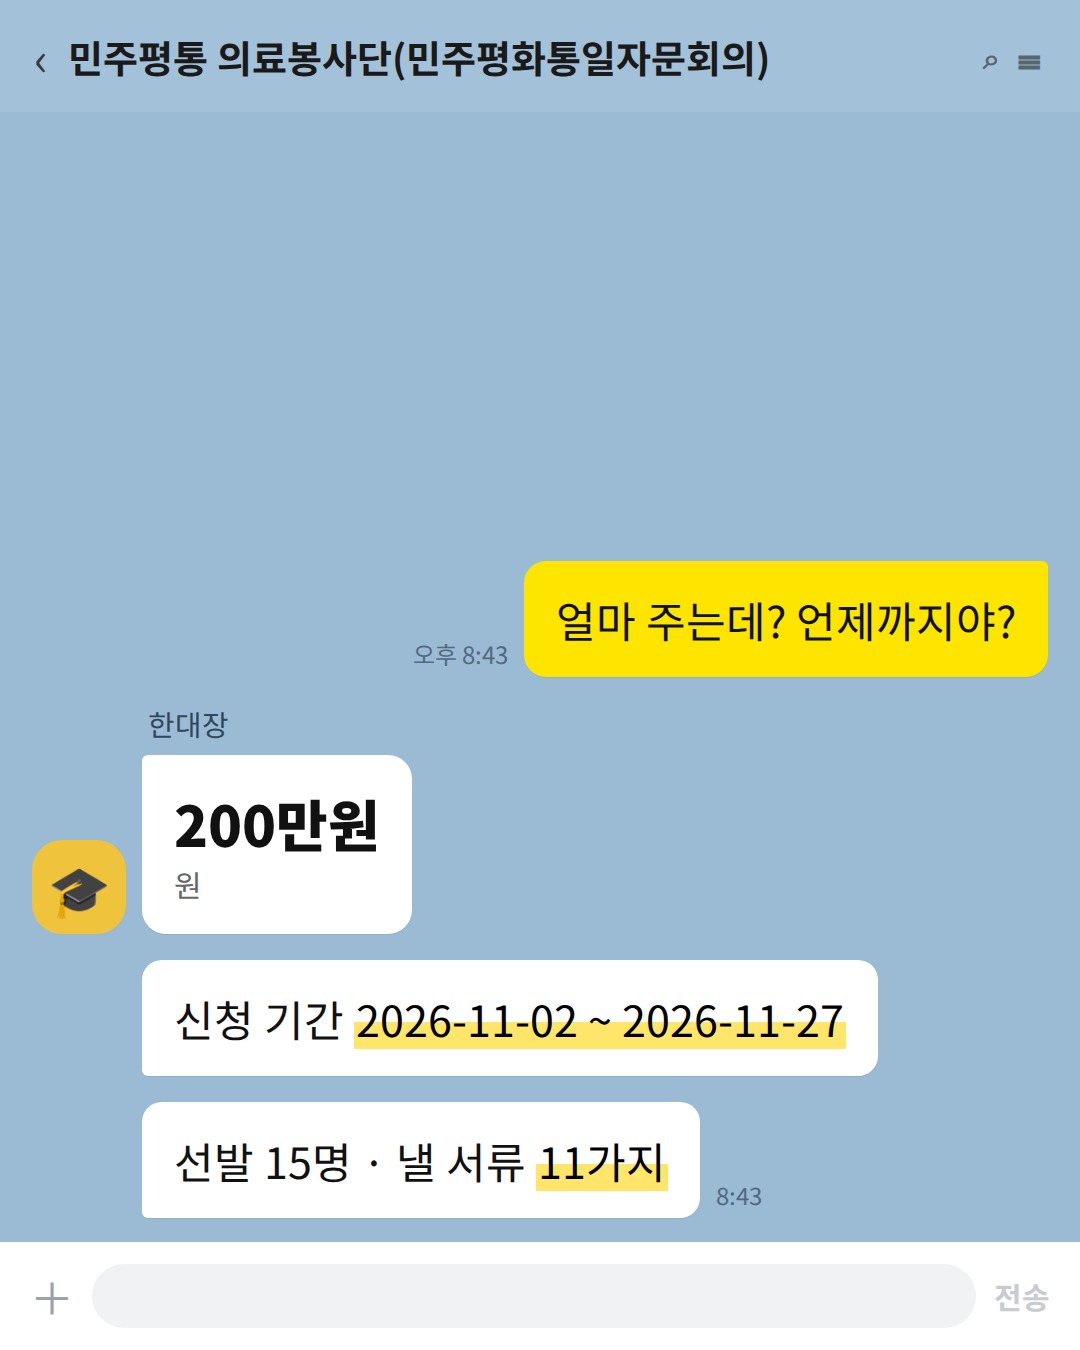 민주평통 의료봉사단(민주평화통일자문회의)
얼마 주는데? 언제까지야?
오후 8:43
한대장
200만원
원
신청 기간 2026-11-02 ~ 2026-11-27
선발 15명 · 낼 서류 11가지
8:43
전송